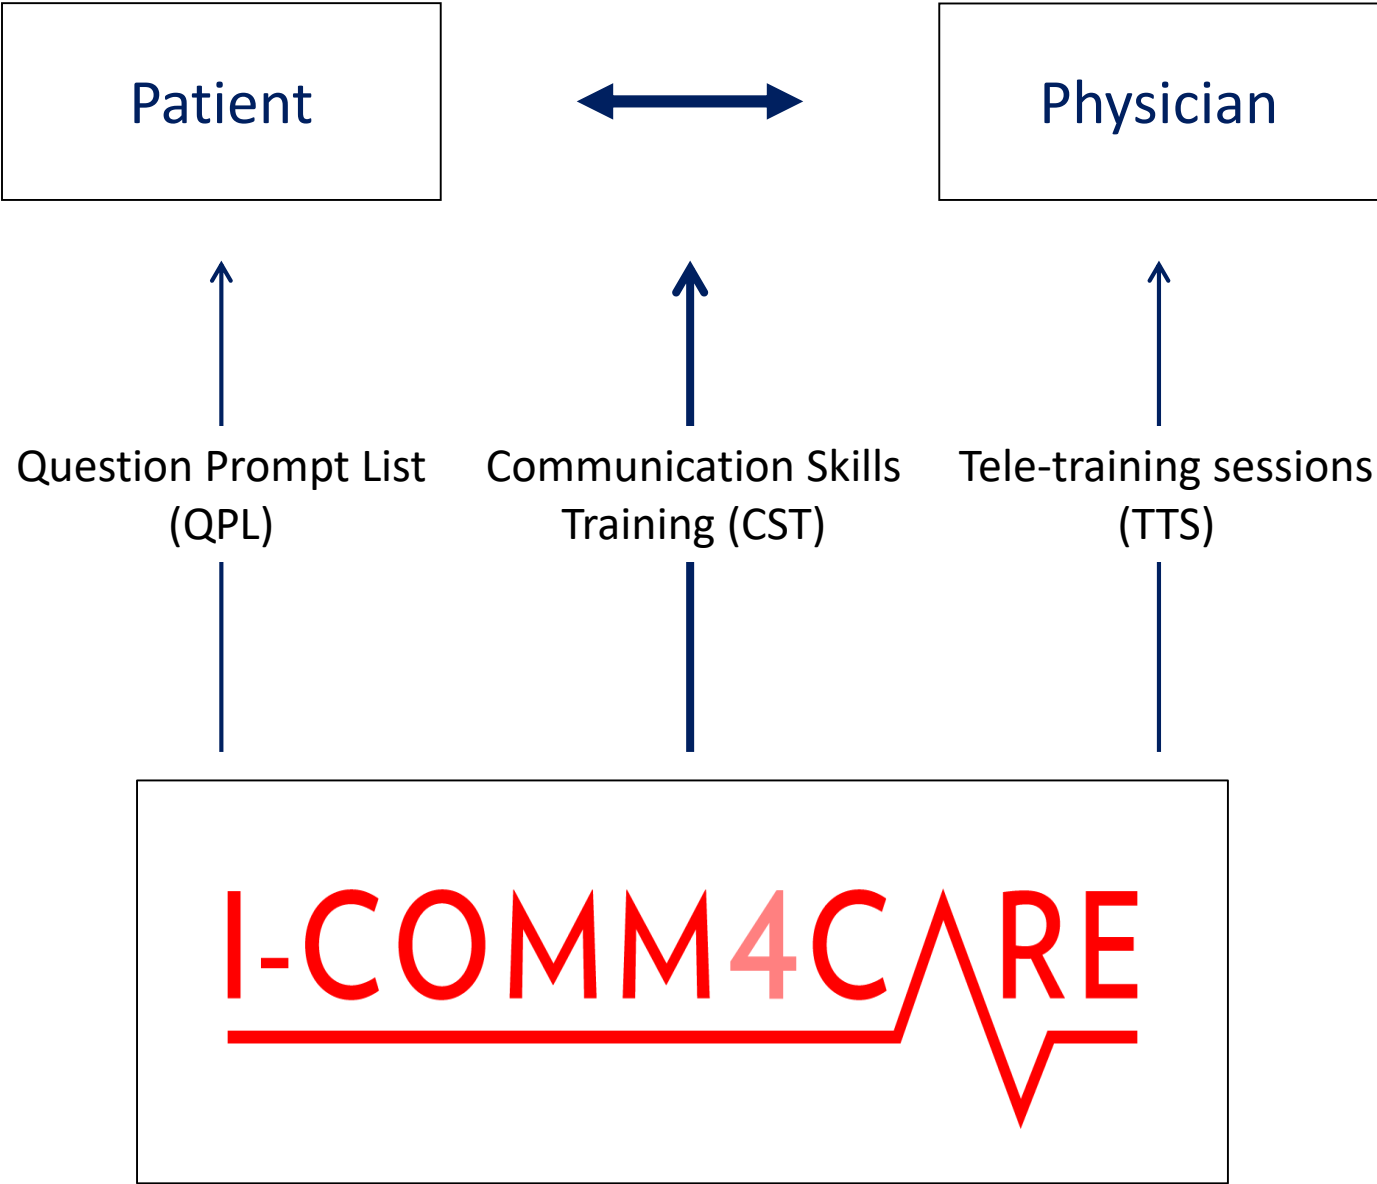 Patient
Physician
Question Prompt List
(QPL)
Communication Skills
Training (CST)
Tele-training sessions
(TTS)
I-COMM4CARE